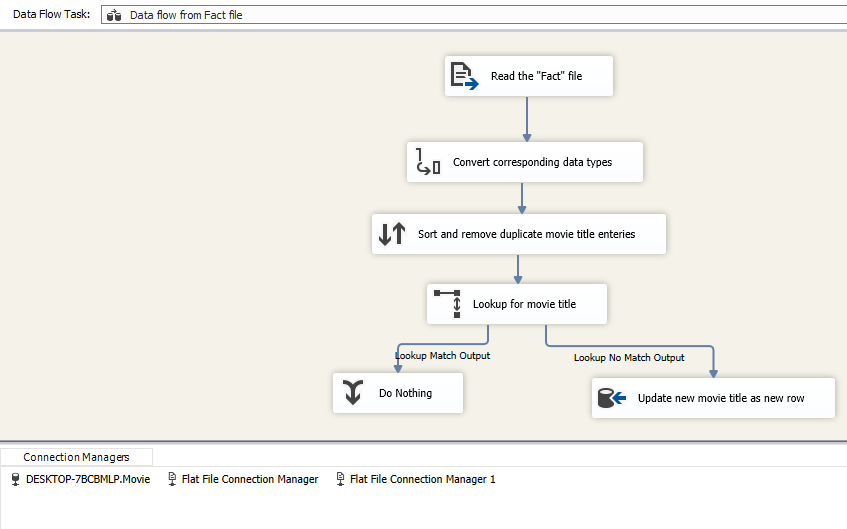 Data Flow Task: Data flow from Fact file
Read the "Fact" file
Convert corresponding data types
Sort and remove duplicate movie title enteries
Lookup for movie title
Lookup Match Output
Lookup No Match Output
Do Nothing
Update new movie title as new row
Connection Managers
DESKTOP-7BCBMLP.Movie Flat File Connection Manager Flat File Connection Manager 1